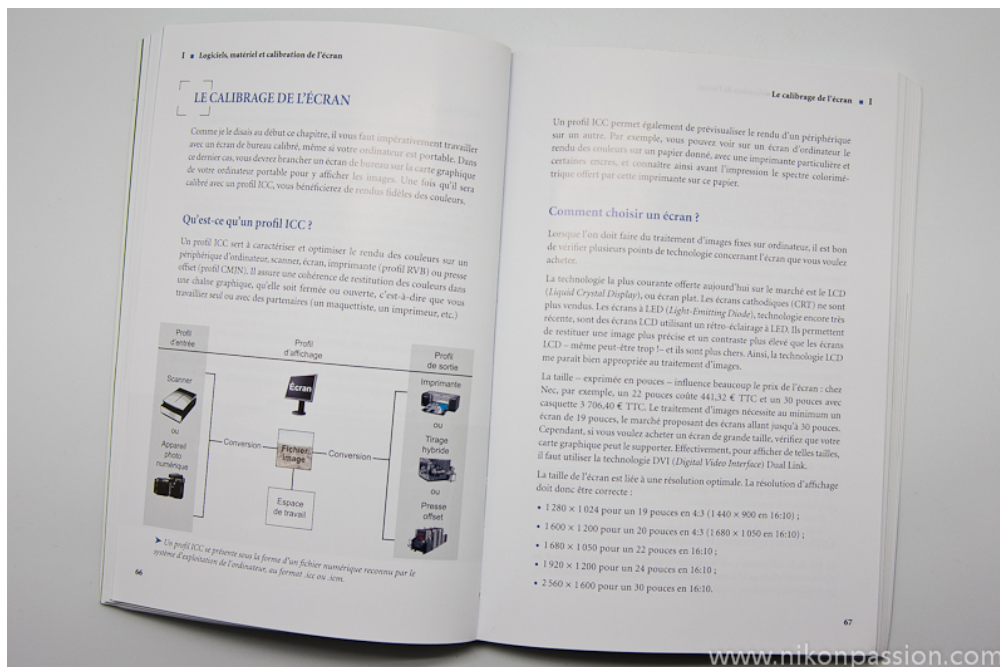 I ▪ Logiciels, matériel et calibration de l'écran
LE CALIBRAGE DE L'ÉCRAN
Comme je le disais au début ce chapitre, il vous faut impérativement travailler
avec un écran de bureau calibré, même si votre ordinateur est portable. Dans
ce dernier cas, vous devrez brancher un écran de bureau sur la carte graphique
de votre ordinateur portable pour y afficher les images. Une fois qu'il sera
calibré avec un profil ICC, vous bénéficierez de rendus fidèles des couleurs.
Qu'est-ce qu'un profil ICC ?
Un profil ICC sert à caractériser et optimiser le rendu des couleurs sur un
périphérique d'ordinateur, scanner, écran, imprimante (profil RVB) ou presse
offset (profil CMJN). Il assure une cohérence de restitution des couleurs dans
une chaîne graphique, qu'elle soit fermée ou ouverte, c'est-à-dire que vous
travaillier seul ou avec des partenaires (un maquettiste, un imprimeur, etc.)
Profil
d'entrée
Profil
d'affichage
Profil
de sortie
Scanner
ou
Appareil
photo
numérique
Écran
Conversion
Fichier
image
Conversion
Espace
de travail
Imprimante
ou
Tirage
hybride
ou
Presse
offset
➤ Un profil ICC se présente sous la forme d'un fichier numérique reconnu par le
système d'exploitation de l'ordinateur, au format .icc ou .icm.
66
Le calibrage de l'écran ▪ I
Un profil ICC permet également de prévisualiser le rendu d'un périphérique
sur un autre. Par exemple, vous pouvez voir sur un écran d'ordinateur le
rendu des couleurs sur un papier donné, avec une imprimante particulière et
certaines encres, et connaître ainsi avant l'impression le spectre colorimé-
trique offert par cette imprimante sur ce papier.
Comment choisir un écran ?
Lorsque l'on doit faire du traitement d'images fixes sur ordinateur, il est bon
de vérifier plusieurs points de technologie concernant l'écran que vous voulez
acheter.
La technologie la plus courante offerte aujourd'hui sur le marché est le LCD
(Liquid Crystal Display), ou écran plat. Les écrans cathodiques (CRT) ne sont
plus vendus. Les écrans à LED (Light-Emitting Diode), technologie encore très
récente, sont des écrans LCD utilisant un rétro-éclairage à LED. Ils permettent
de restituer une image plus précise et un contraste plus élevé que les écrans
LCD – même peut-être trop !– et ils sont plus chers. Ainsi, la technologie LCD
me paraît bien appropriée au traitement d'images.
La taille – exprimée en pouces – influence beaucoup le prix de l'écran : chez
Nec, par exemple, un 22 pouces coûte 441,32 € TTC et un 30 pouces avec
casquette 3 706,40 € TTC. Le traitement d'images nécessite au minimum un
écran de 19 pouces, le marché proposant des écrans allant jusqu'à 30 pouces.
Cependant, si vous voulez acheter un écran de grande taille, vérifiez que votre
carte graphique peut le supporter. Effectivement, pour afficher de telles tailles,
il faut utiliser la technologie DVI (Digital Video Interface) Dual Link.
La taille de l'écran est liée à une résolution optimale. La résolution d'affichage
doit donc être correcte :
• 1 280 × 1 024 pour un 19 pouces en 4:3 (1 440 × 900 en 16:10) ;
• 1 600 × 1 200 pour un 20 pouces en 4:3 (1 680 × 1 050 en 16:10) ;
• 1 680 × 1 050 pour un 22 pouces en 16:10 ;
• 1 920 × 1 200 pour un 24 pouces en 16:10 ;
• 2 560 × 1 600 pour un 30 pouces en 16:10.
67
www.nikonpassion.com